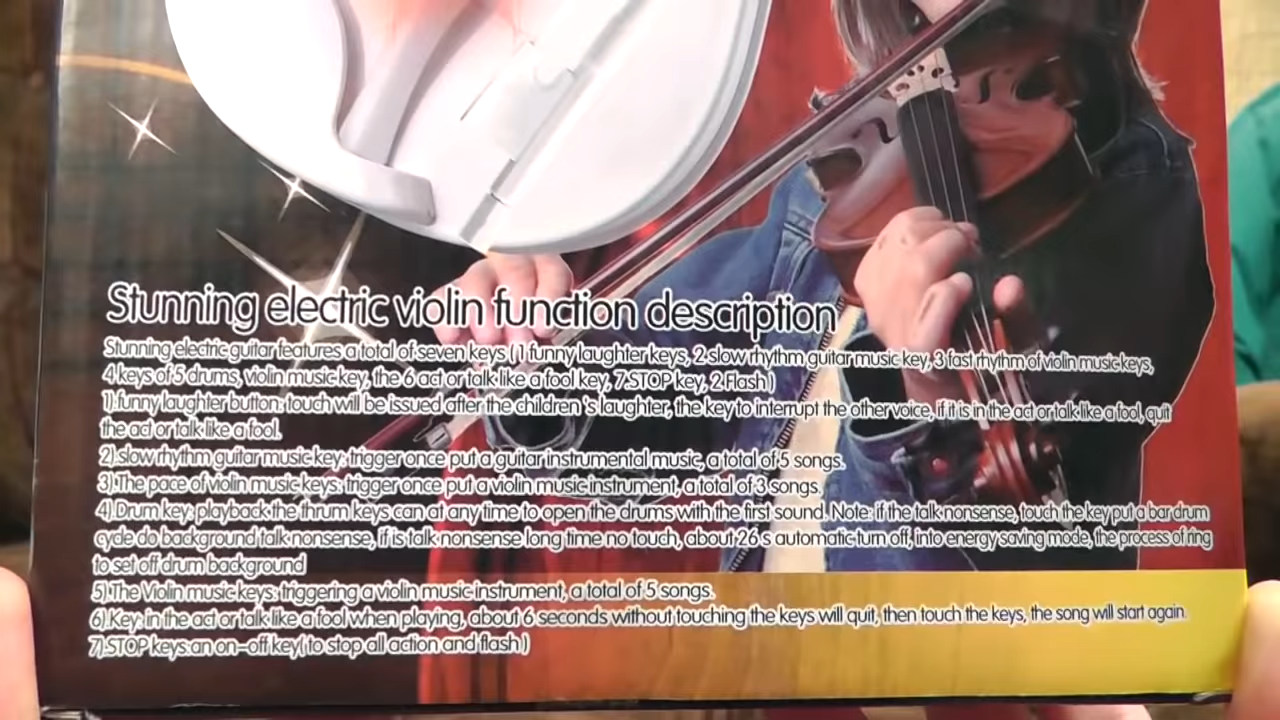 Stunning electric violin function description
Stunning electric guitar features a total of seven keys ( 1 funny laughter keys, 2.slow rhythm guitar music key, 3 fast rhythm of violin music keys,
4 keys of 5 drums, violin music key, the 6 act or talk like a fool key, 7.STOP key, 2.Flash )
1).funny laughter button: touch will be issued after the children 's laughter, the key to interrupt the other voice, if it is in the act or talk like a fool, quit
the act or talk like a fool.
2).slow rhythm guitar music key: trigger once put a guitar instrumental music, a total of 5 songs.
3).The pace of violin music keys: trigger once put a violin music instrument, a total of 3 songs.
4).Drum key: playback the thrum keys can at any time to open the drums with the first sound. Note: if the talk nonsense, touch the key put a bar drum
cycle do background talk nonsense, if is talk nonsense long time no touch, about 26 s automatic turn off, into energy saving mode, the process of ring
to set off drum background
5).The Violin music keys: triggering a violin music instrument, a total of 5 songs.
6).Key: in the act or talk like a fool when playing, about 6 seconds without touching the keys will quit, then touch the keys, the song will start again.
7).STOP keys: an on-off key( to stop all action and flash )